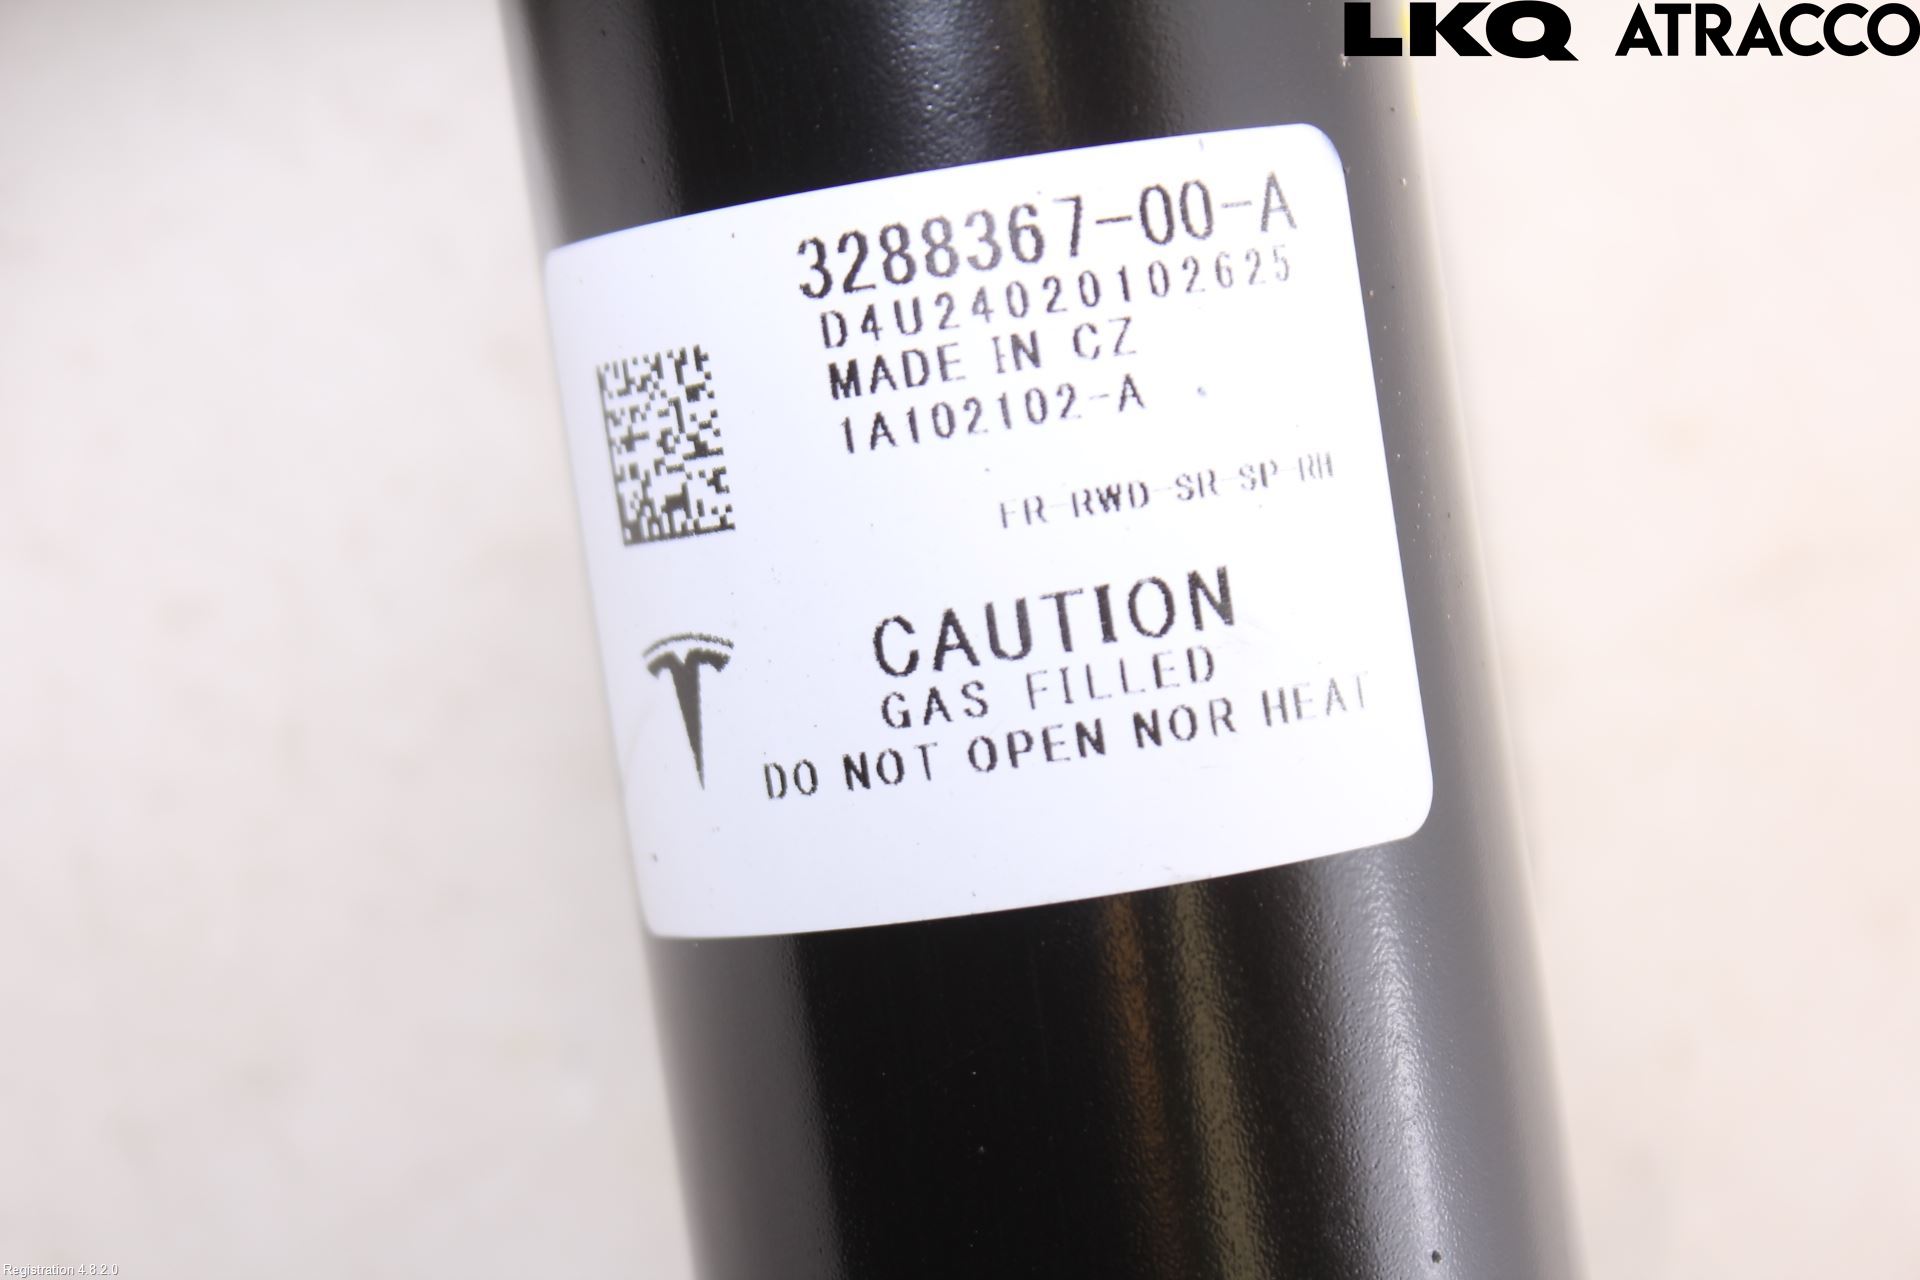 LKQ ATRACCO
3288367-00-A
D4U24020102625
MADE IN CZ
1A102102-A
FR-RWD-SR-SP-RH
CAUTION
GAS FILLED
DO NOT OPEN NOR HEAT
Registration 4.8.2.0